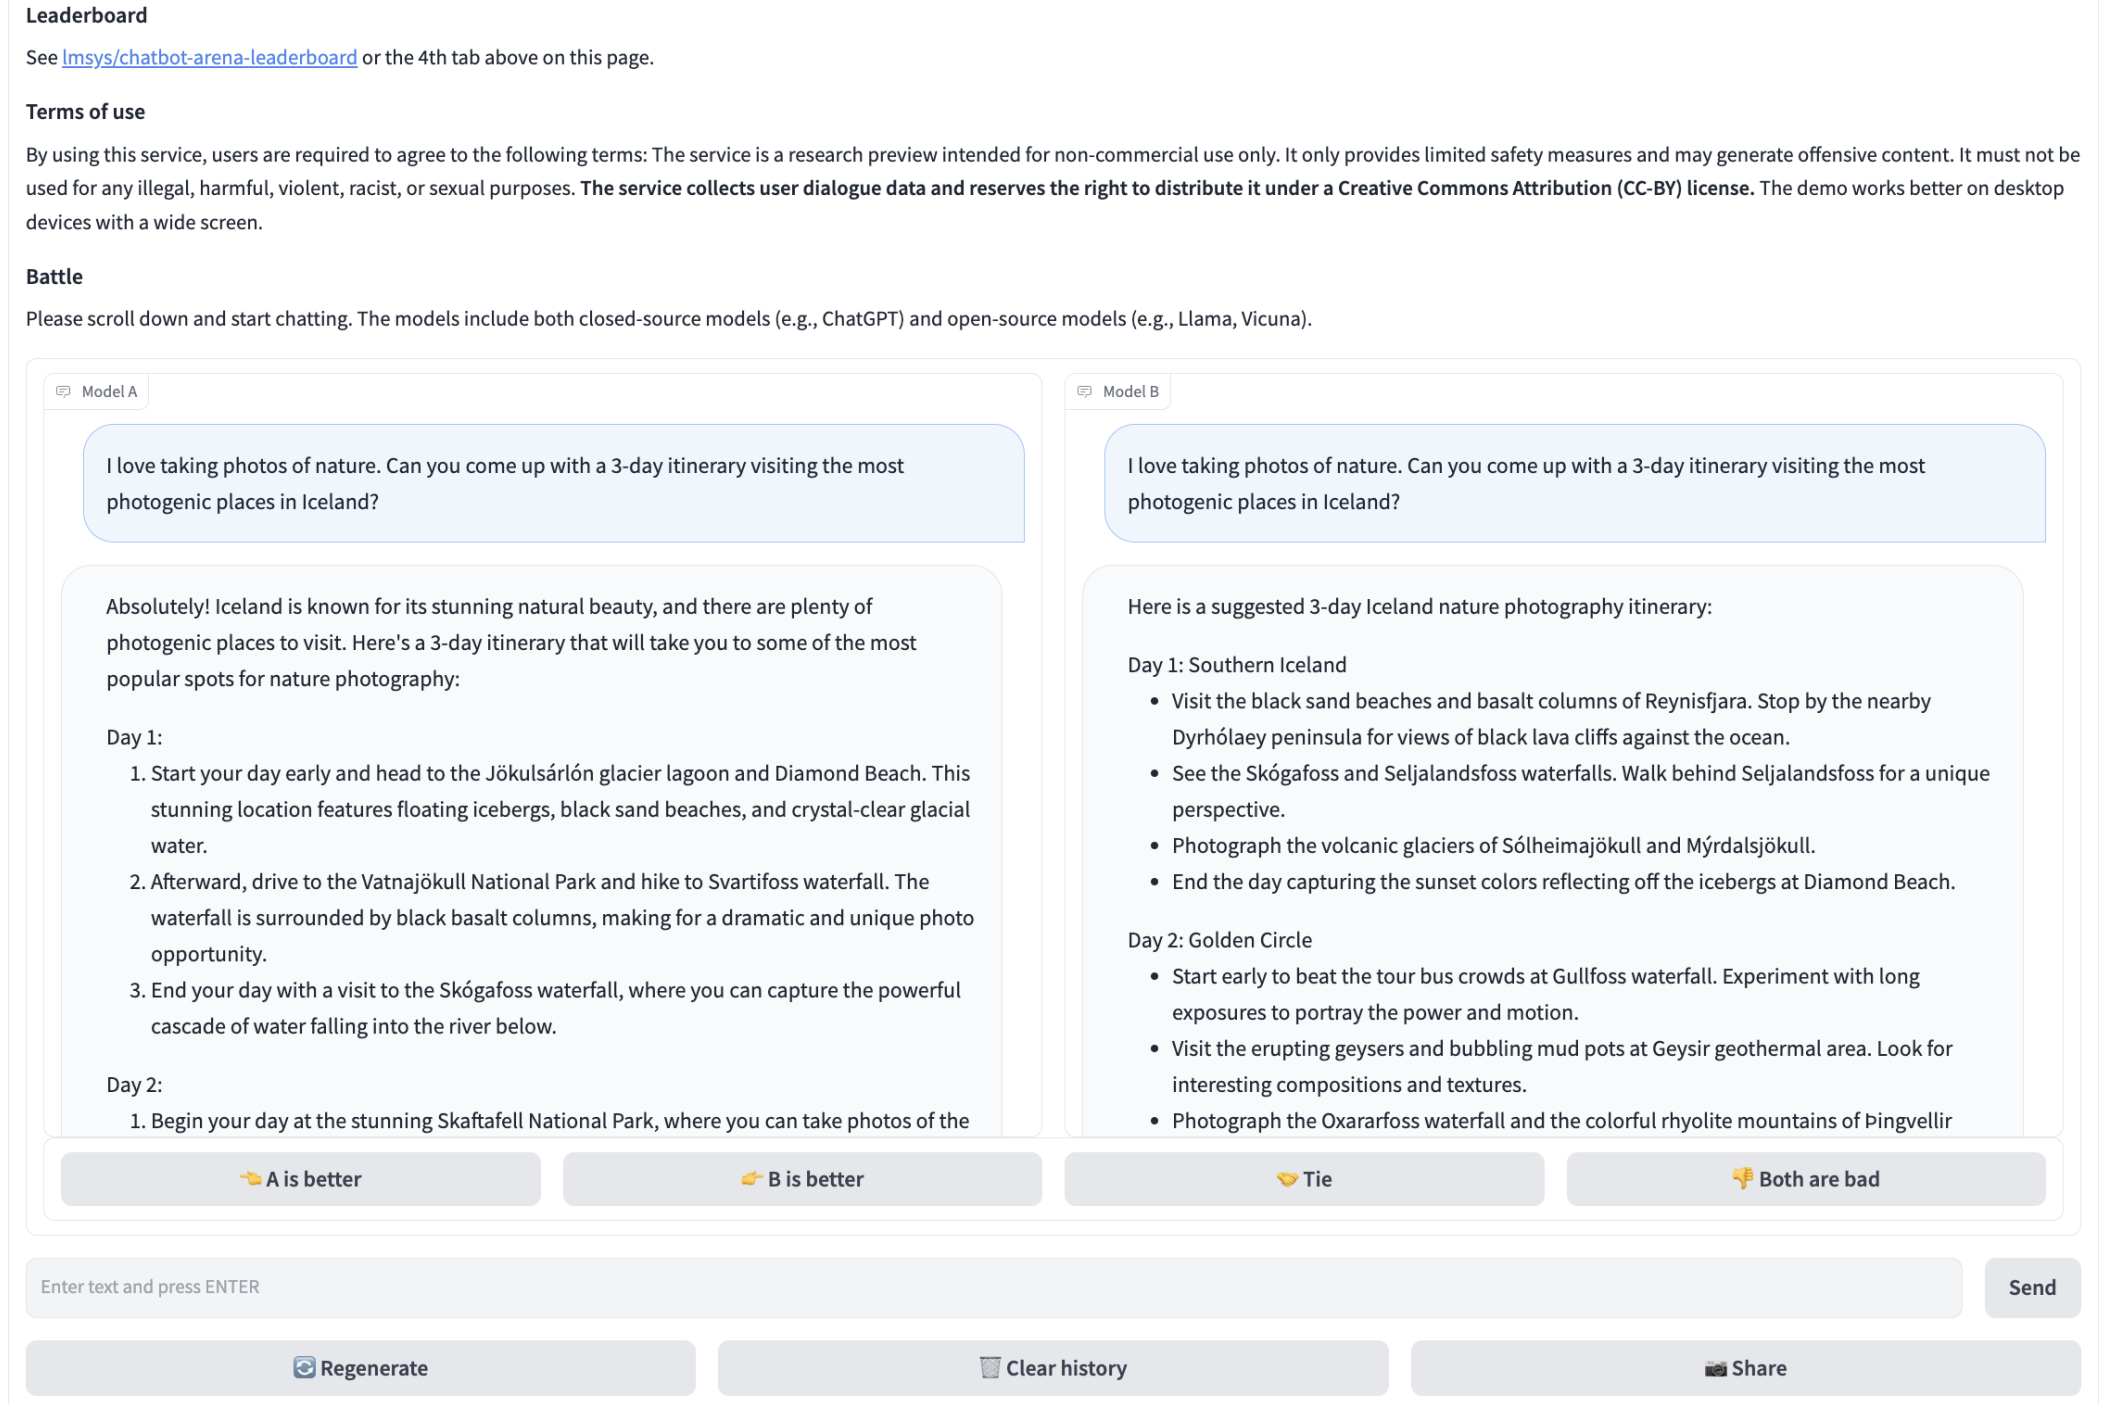 Leaderboard
See lmsys/chatbot-arena-leaderboard or the 4th tab above on this page.
Terms of use
By using this service, users are required to agree to the following terms: The service is a research preview intended for non-commercial use only. It only provides limited safety measures and may generate offensive content. It must not be
used for any illegal, harmful, violent, racist, or sexual purposes. The service collects user dialogue data and reserves the right to distribute it under a Creative Commons Attribution (CC-BY) license. The demo works better on desktop
devices with a wide screen.
Battle
Please scroll down and start chatting. The models include both closed-source models (e.g., ChatGPT) and open-source models (e.g., Llama, Vicuna).
Model A
I love taking photos of nature. Can you come up with a 3-day itinerary visiting the most
photogenic places in Iceland?
Absolutely! Iceland is known for its stunning natural beauty, and there are plenty of
photogenic places to visit. Here's a 3-day itinerary that will take you to some of the most
popular spots for nature photography:
Day 1:
1. Start your day early and head to the Jökulsárlón glacier lagoon and Diamond Beach. This
stunning location features floating icebergs, black sand beaches, and crystal-clear glacial
water.
2. Afterward, drive to the Vatnajökull National Park and hike to Svartifoss waterfall. The
waterfall is surrounded by black basalt columns, making for a dramatic and unique photo
opportunity.
3. End your day with a visit to the Skógafoss waterfall, where you can capture the powerful
cascade of water falling into the river below.
Day 2:
1. Begin your day at the stunning Skaftafell National Park, where you can take photos of the
Model B
I love taking photos of nature. Can you come up with a 3-day itinerary visiting the most
photogenic places in Iceland?
Here is a suggested 3-day Iceland nature photography itinerary:
Day 1: Southern Iceland
• Visit the black sand beaches and basalt columns of Reynisfjara. Stop by the nearby
Dyrhólaey peninsula for views of black lava cliffs against the ocean.
• See the Skógafoss and Seljalandsfoss waterfalls. Walk behind Seljalandsfoss for a unique
perspective.
• Photograph the volcanic glaciers of Sólheimajökull and Mýrdalsjökull.
• End the day capturing the sunset colors reflecting off the icebergs at Diamond Beach.
Day 2: Golden Circle
• Start early to beat the tour bus crowds at Gullfoss waterfall. Experiment with long
exposures to portray the power and motion.
• Visit the erupting geysers and bubbling mud pots at Geysir geothermal area. Look for
interesting compositions and textures.
• Photograph the Oxararfoss waterfall and the colorful rhyolite mountains of Þingvellir
👈 A is better
👉 B is better
🤝 Tie
👎 Both are bad
Enter text and press ENTER
Send
🔄 Regenerate
🗑️ Clear history
📷 Share